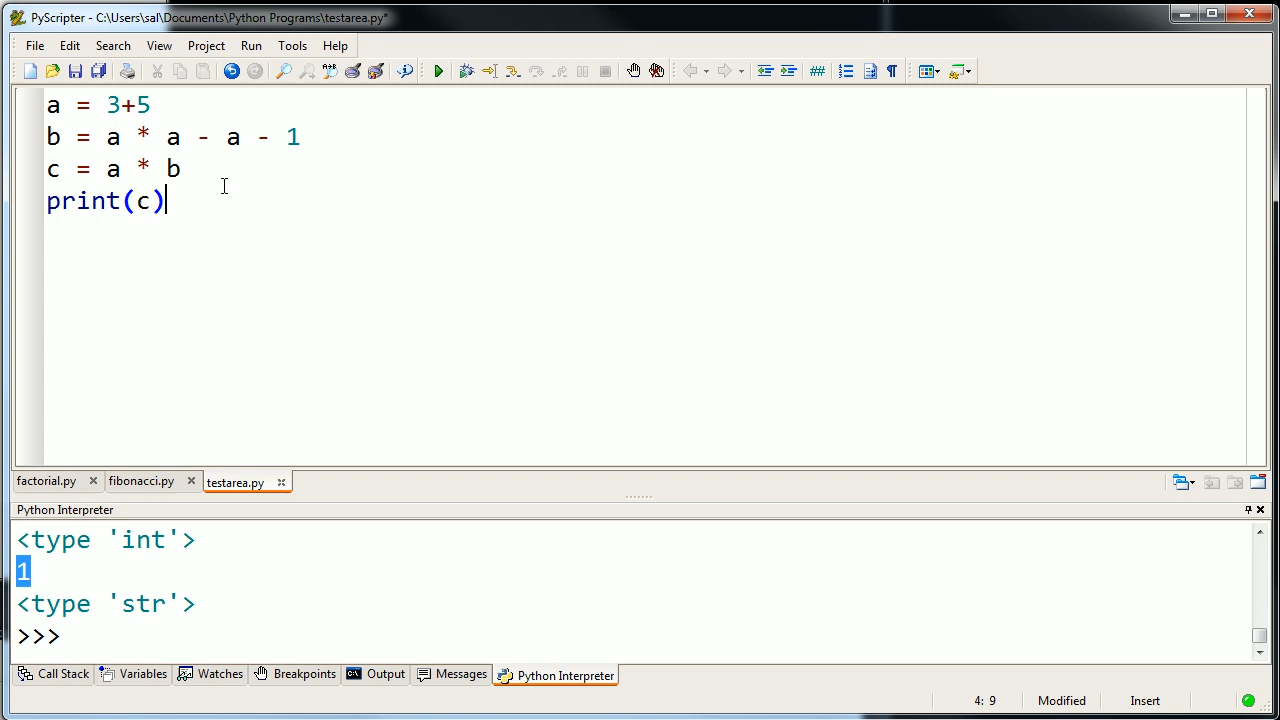 PyScripter - C:\Users\sal\Documents\Python Programs\testarea.py*
File Edit Search View Project Run Tools Help
a = 3+5
b = a * a - a - 1
c = a * b
print(c)
factorial.py fibonacci.py testarea.py
Python Interpreter
<type 'int'>
1
<type 'str'>
>>>
Call Stack Variables Watches Breakpoints Output Messages Python Interpreter
4: 9 Modified Insert